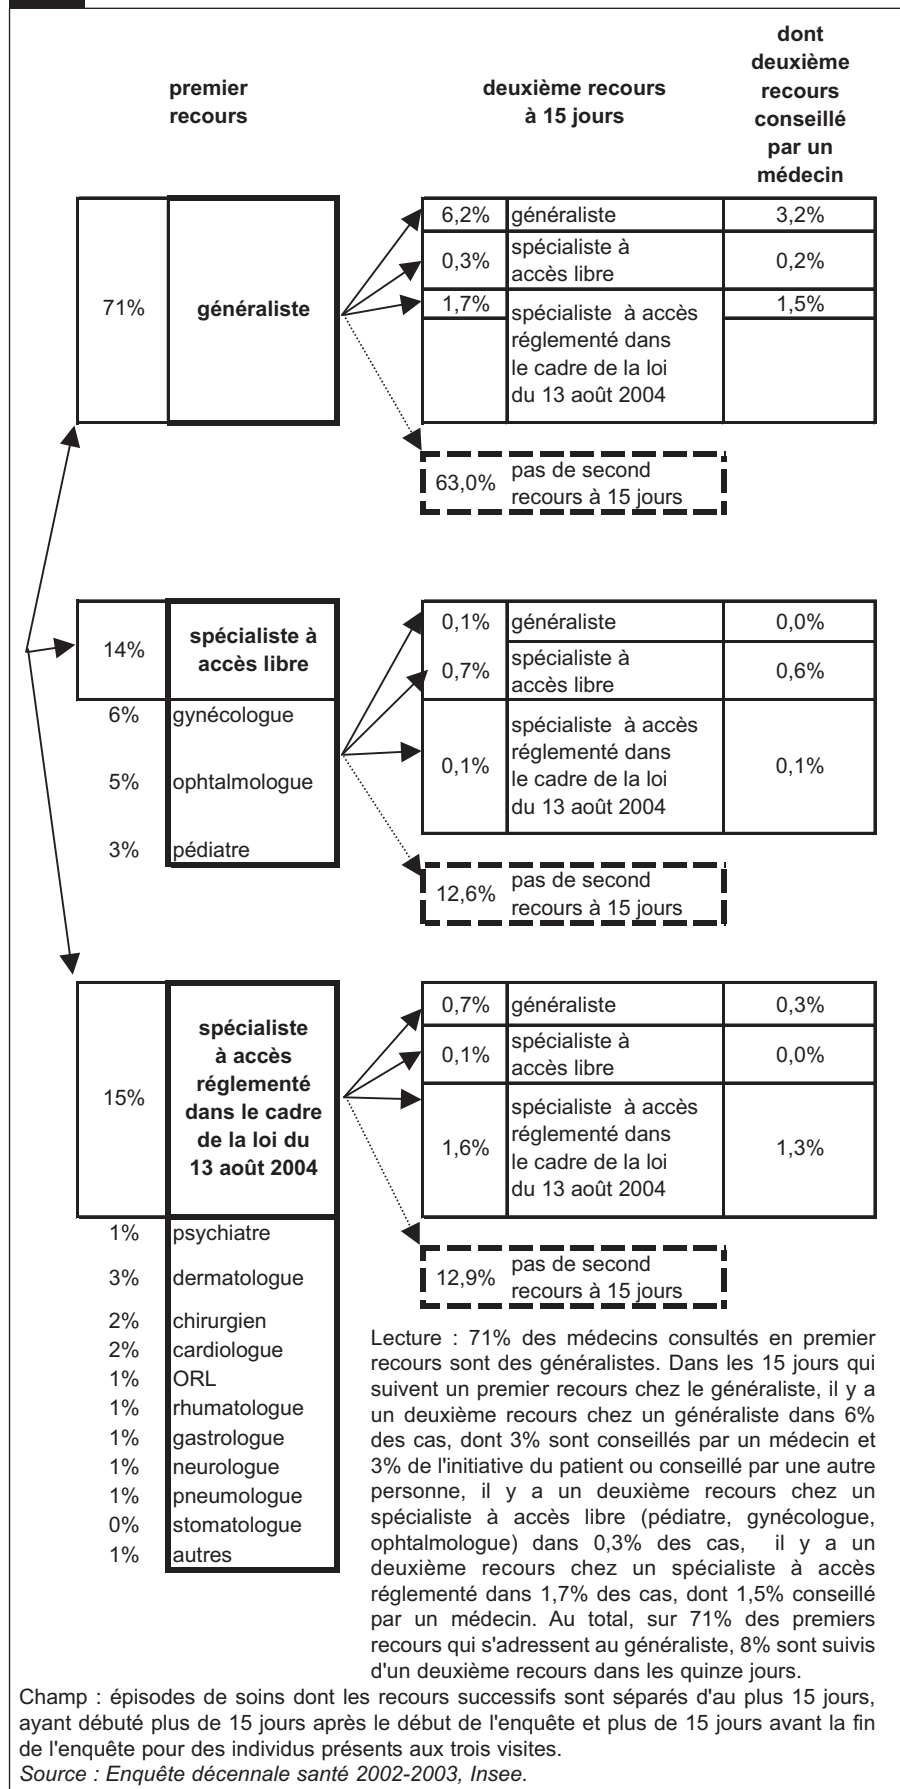 premier
recours
deuxième recours
à 15 jours
dont
deuxième
recours
conseillé
par un
médecin
71%
généraliste
6,2%
généraliste
3,2%
0,3%
spécialiste à
accès libre
0,2%
1,7%
spécialiste à accès
réglementé dans
le cadre de la loi
du 13 août 2004
1,5%
63,0%
pas de second
recours à 15 jours
14%
spécialiste à
accès libre
6% gynécologue
5% ophtalmologue
3% pédiatre
0,1%
généraliste
0,0%
0,7%
spécialiste à
accès libre
0,6%
0,1%
spécialiste à accès
réglementé dans
le cadre de la loi
du 13 août 2004
0,1%
12,6%
pas de second
recours à 15 jours
15%
spécialiste
à accès
réglementé
dans le cadre
de la loi du
13 août 2004
1% psychiatre
3% dermatologue
2% chirurgien
2% cardiologue
1% ORL
1% rhumatologue
1% gastrologue
1% neurologue
1% pneumologue
0% stomatologue
1% autres
0,7%
généraliste
0,3%
0,1%
spécialiste à
accès libre
0,0%
1,6%
spécialiste à accès
réglementé dans
le cadre de la loi
du 13 août 2004
1,3%
12,9%
pas de second
recours à 15 jours
Lecture : 71% des médecins consultés en premier
recours sont des généralistes. Dans les 15 jours qui
suivent un premier recours chez le généraliste, il y a
un deuxième recours chez un généraliste dans 6%
des cas, dont 3% sont conseillés par un médecin et
3% de l'initiative du patient ou conseillé par une autre
personne, il y a un deuxième recours chez un
spécialiste à accès libre (pédiatre, gynécologue,
ophtalmologue) dans 0,3% des cas, il y a un
deuxième recours chez un spécialiste à accès
réglementé dans 1,7% des cas, dont 1,5% conseillé
par un médecin. Au total, sur 71% des premiers
recours qui s'adressent au généraliste, 8% sont suivis
d'un deuxième recours dans les quinze jours.
Champ : épisodes de soins dont les recours successifs sont séparés d'au plus 15 jours,
ayant débuté plus de 15 jours après le début de l'enquête et plus de 15 jours avant la fin
de l'enquête pour des individus présents aux trois visites.
Source : Enquête décennale santé 2002-2003, Insee.